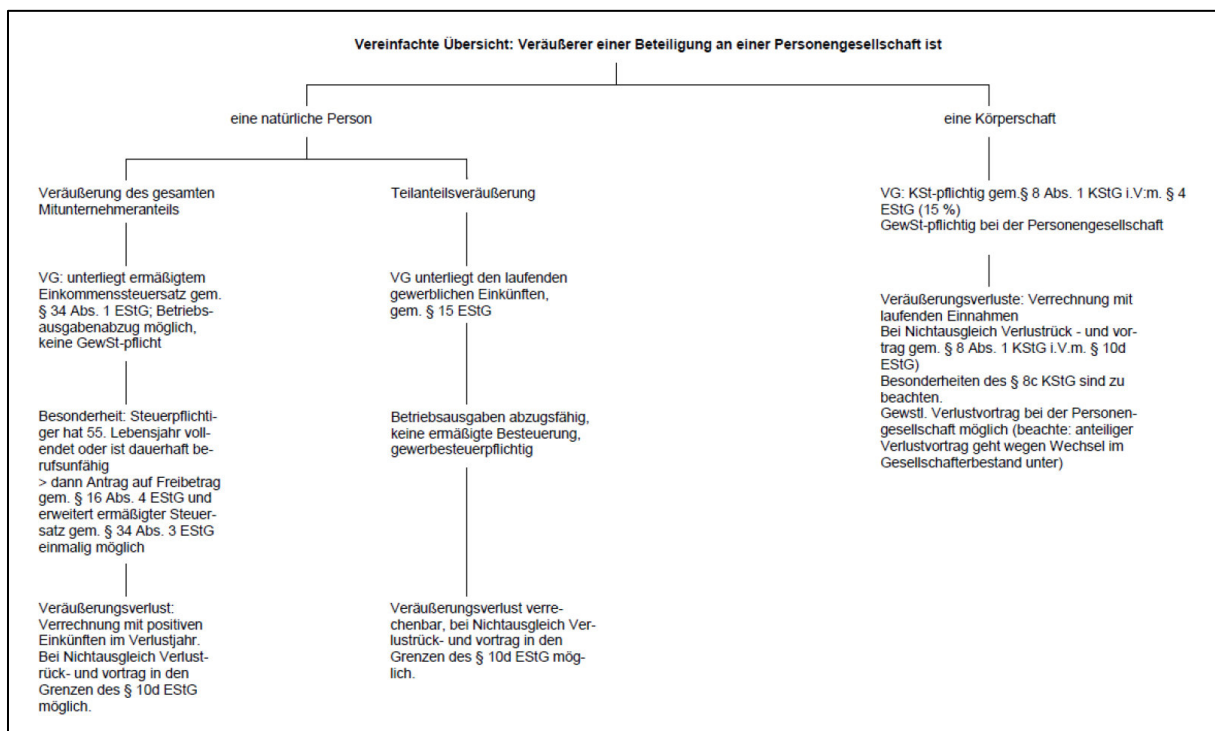 Vereinfachte Übersicht: Veräußerer einer Beteiligung an einer Personengesellschaft ist
eine natürliche Person
Veräußerung des gesamten
Mitunternehmeranteils
VG: unterliegt ermäßigtem
Einkommenssteuersatz gem.
§ 34 Abs. 1 EStG; Betriebs-
ausgabenabzug möglich,
keine GewSt-pflicht
Besonderheit: Steuerpflichti-
ger hat 55. Lebensjahr voll-
endet oder ist dauerhaft be-
rufsunfähig
> dann Antrag auf Freibetrag
gem. § 16 Abs. 4 EStG und
erweitert ermäßigter Steuer-
satz gem. § 34 Abs. 3 EStG
einmalig möglich
Veräußerungsverlust:
Verrechnung mit positiven
Einkünften im Verlustjahr.
Bei Nichtausgleich Verlust-
rück- und vortrag in den
Grenzen des § 10d EStG
möglich.
Teilanteilsveräußerung
VG unterliegt den laufenden
gewerblichen Einkünften,
gem. § 15 EStG
Betriebsausgaben abzugsfähig,
keine ermäßigte Besteuerung,
gewerbesteuerpflichtig
Veräußerungsverlust verre-
chenbar, bei Nichtausgleich Ver-
lustrück- und vortrag in den
Grenzen des § 10d EStG mög-
lich.
eine Körperschaft
VG: KSt-pflichtig gem.§ 8 Abs. 1 KStG i.V:m. § 4
EStG (15 %)
GewSt-pflichtig bei der Personengesellschaft
Veräußerungsverluste: Verrechnung mit
laufenden Einnahmen
Bei Nichtausgleich Verlustrück - und vor-
trag gem. § 8 Abs. 1 KStG i.V.m. § 10d
EStG)
Besonderheiten des § 8c KStG sind zu
beachten.
Gewstl. Verlustvortrag bei der Personen-
gesellschaft möglich (beachte: anteiliger
Verlustvortrag geht wegen Wechsel im
Gesellschafterbestand unter)